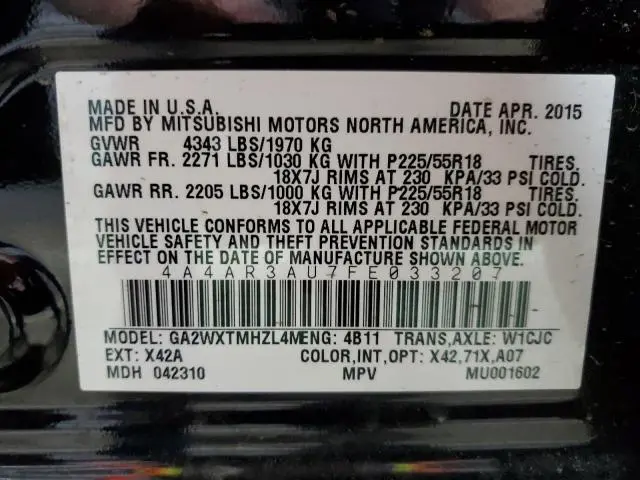 MADE IN U.S.A. DATE APR. 2015
MFD BY MITSUBISHI MOTORS NORTH AMERICA, INC.
GVWR 4343 LBS/1970 KG
GAWR FR. 2271 LBS/1030 KG WITH P225/55R18 TIRES.
18X7J RIMS AT 230 KPA/33 PSI COLD.
GAWR RR. 2205 LBS/1000 KG WITH P225/55R18 TIRES.
18X7J RIMS AT 230 KPA/33 PSI COLD.
THIS VEHICLE CONFORMS TO ALL APPLICABLE FEDERAL MOTOR
VEHICLE SAFETY AND THEFT PREVENTION STANDARDS IN
EFFECT ON THE DATE OF MANUFACTURE SHOWN ABOVE.
4A4AR3AU7FE033207
MODEL: GA2WXTMHZL4MENG: 4B11 TRANS,AXLE: W1CJC
EXT: X42A COLOR,INT,OPT: X42,71X,A07
MDH 042310 MPV MU001602